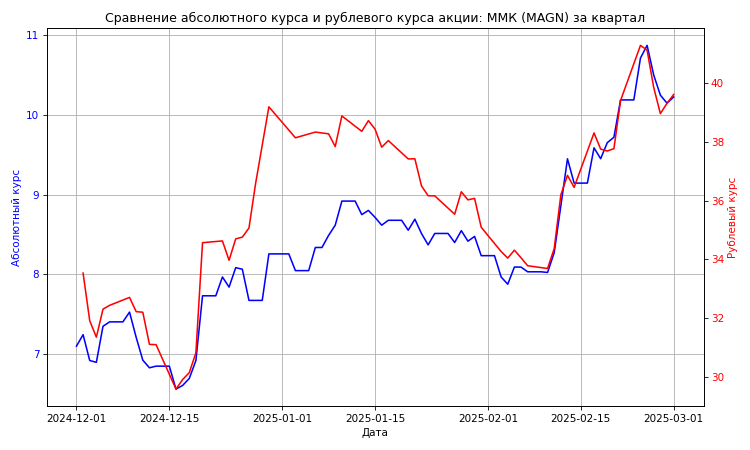 Сравнение абсолютного курса и рублевого курса акции: ММК (MAGN) за квартал
11
10
9
8
7
Абсолютный курс
40
38
36
34
32
30
Рублевый курс
2024-12-01 2024-12-15 2025-01-01 2025-01-15 2025-02-01 2025-02-15 2025-03-01
Дата